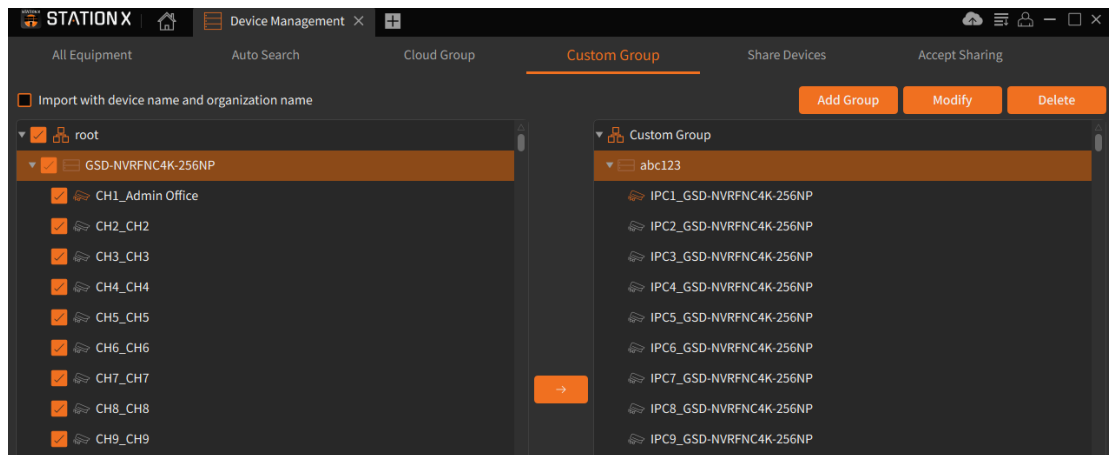 STATION X Device Management
All Equipment Auto Search Cloud Group Custom Group Share Devices Accept Sharing
Import with device name and organization name
Add Group Modify Delete
root
GSD-NVRFNC4K-256NP
CH1_Admin Office
CH2_CH2
CH3_CH3
CH4_CH4
CH5_CH5
CH6_CH6
CH7_CH7
CH8_CH8
CH9_CH9
Custom Group
abc123
IPC1_GSD-NVRFNC4K-256NP
IPC2_GSD-NVRFNC4K-256NP
IPC3_GSD-NVRFNC4K-256NP
IPC4_GSD-NVRFNC4K-256NP
IPC5_GSD-NVRFNC4K-256NP
IPC6_GSD-NVRFNC4K-256NP
IPC7_GSD-NVRFNC4K-256NP
IPC8_GSD-NVRFNC4K-256NP
IPC9_GSD-NVRFNC4K-256NP